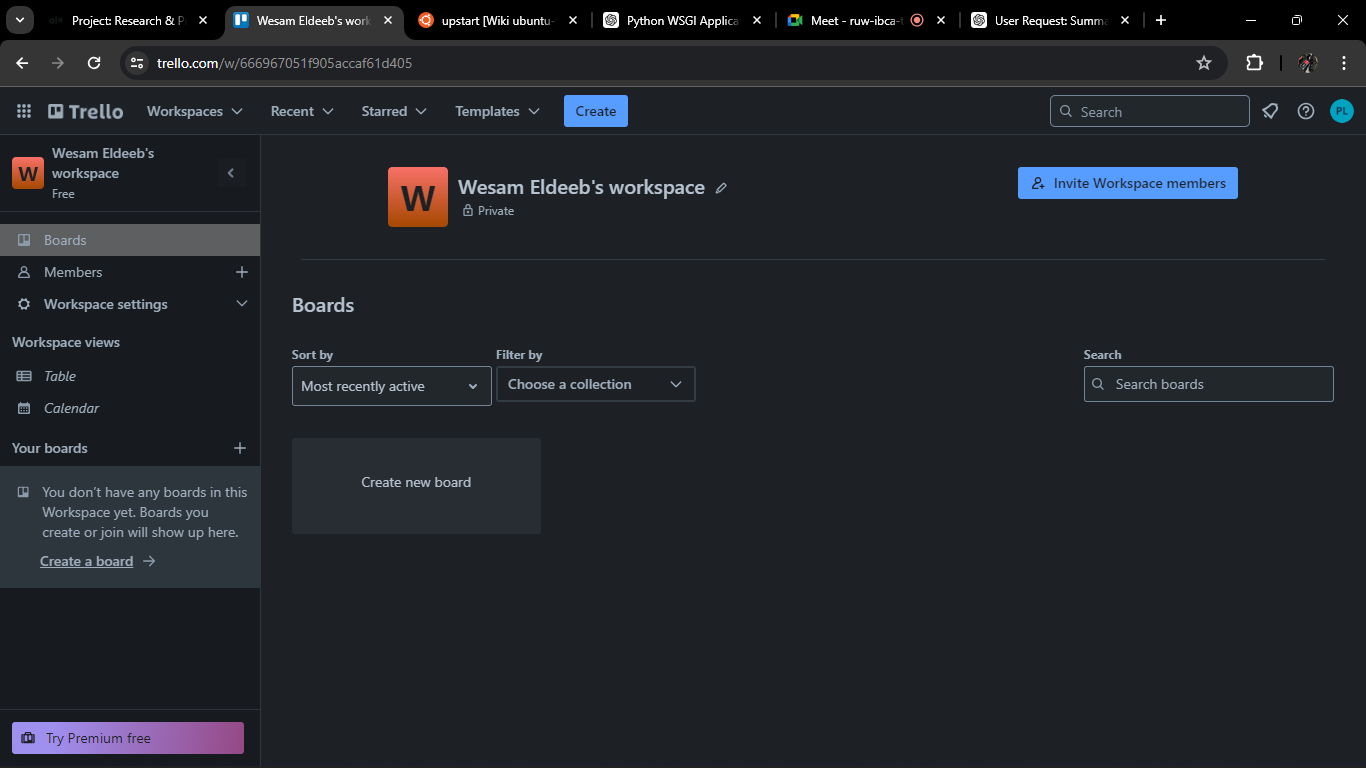 Project: Research & P
Wesam Eldeeb's work
upstart [Wiki ubuntu-
Python WSGI Applica
Meet - ruw-ibca-t
User Request: Summa
trello.com/w/666967051f905accaf61d405
Trello
Workspaces
Recent
Starred
Templates
Create
Search
PL
W
Wesam Eldeeb's
workspace
Free
Boards
Members
Workspace settings
Workspace views
Table
Calendar
Your boards
You don't have any boards in this
Workspace yet. Boards you
create or join will show up here.
Create a board
Try Premium free
W
Wesam Eldeeb's workspace
Private
Invite Workspace members
Boards
Sort by
Most recently active
Filter by
Choose a collection
Search
Search boards
Create new board